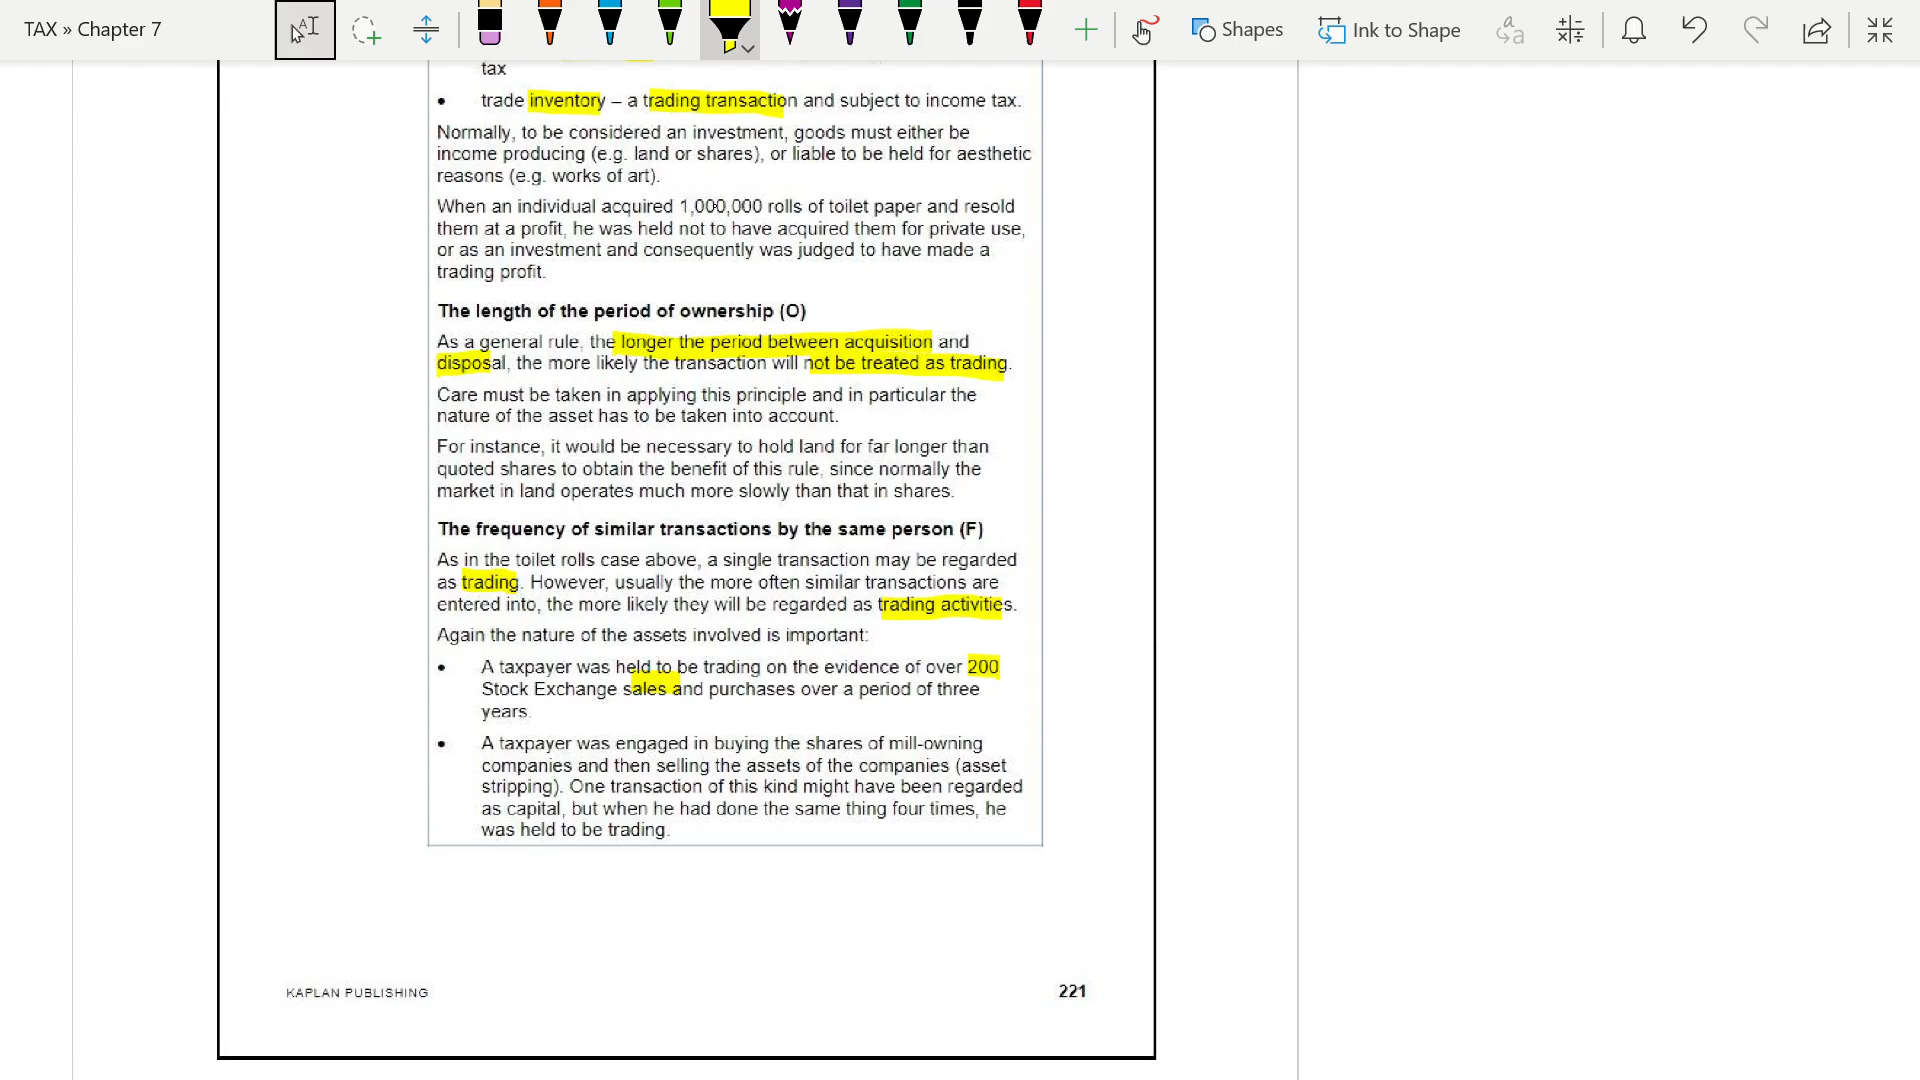 TAX » Chapter 7
Shapes
Ink to Shape
tax
• trade inventory – a trading transaction and subject to income tax.
Normally, to be considered an investment, goods must either be
income producing (e.g. land or shares), or liable to be held for aesthetic
reasons (e.g. works of art).
When an individual acquired 1,000,000 rolls of toilet paper and resold
them at a profit, he was held not to have acquired them for private use,
or as an investment and consequently was judged to have made a
trading profit.
The length of the period of ownership (O)
As a general rule, the longer the period between acquisition and
disposal, the more likely the transaction will not be treated as trading.
Care must be taken in applying this principle and in particular the
nature of the asset has to be taken into account.
For instance, it would be necessary to hold land for far longer than
quoted shares to obtain the benefit of this rule, since normally the
market in land operates much more slowly than that in shares.
The frequency of similar transactions by the same person (F)
As in the toilet rolls case above, a single transaction may be regarded
as trading. However, usually the more often similar transactions are
entered into, the more likely they will be regarded as trading activities.
Again the nature of the assets involved is important:
• A taxpayer was held to be trading on the evidence of over 200
Stock Exchange sales and purchases over a period of three
years.
• A taxpayer was engaged in buying the shares of mill-owning
companies and then selling the assets of the companies (asset
stripping). One transaction of this kind might have been regarded
as capital, but when he had done the same thing four times, he
was held to be trading.
KAPLAN PUBLISHING
221